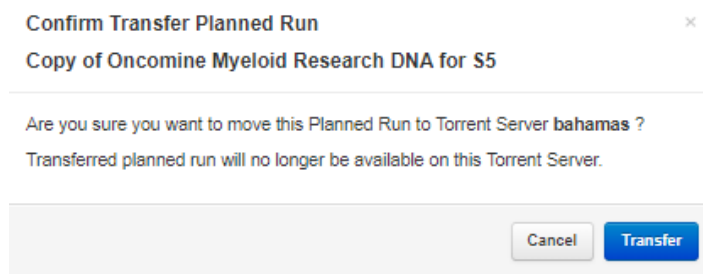 Confirm Transfer Planned Run
×
Copy of Oncomine Myeloid Research DNA for S5
Are you sure you want to move this Planned Run to Torrent Server bahamas ?
Transferred planned run will no longer be available on this Torrent Server.
Cancel
Transfer